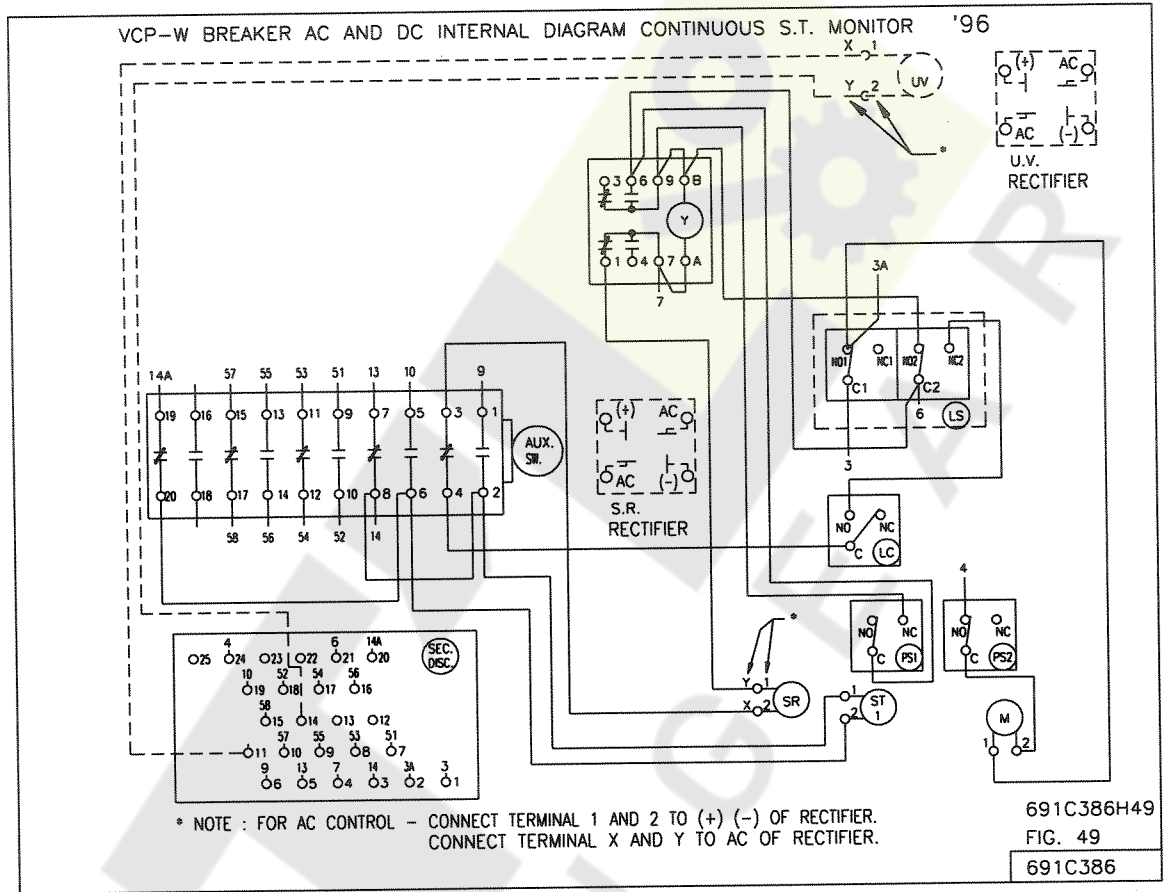 VCP-W BREAKER AC AND DC INTERNAL DIAGRAM CONTINUOUS S.T. MONITOR '96
X 1
Y 2
UV
*
(+) AC
AC (-)
U.V.
RECTIFIER
3 6 9 B
Y
1 4 7 A
7
3A
NO1 NC1 NO2 NC2
C1 C2
6 LS
3
14A 57 55 53 51 13 10 9
19 16 15 13 11 9 7 5 3 1
AUX.
SW.
20 18 17 14 12 10 8 6 4 2
58 56 54 52 14
(+) AC
AC (-)
S.R.
RECTIFIER
NO NC
C LC
4
NO NC
C PS1
NO NC
C PS2
*
Y 1
X 2
SR
1
2
ST
1
M
1 2
4 6 14A
25 24 23 22 21 20
SEC.
DISC.
10 52 54 56
19 18 17 16
58
15 14 13 12
57 55 53 51
11 10 9 8 7
9 13 7 14 3A 3
6 5 4 3 2 1
* NOTE : FOR AC CONTROL - CONNECT TERMINAL 1 AND 2 TO (+) (-) OF RECTIFIER.
CONNECT TERMINAL X AND Y TO AC OF RECTIFIER.
691C386H49
FIG. 49
691C386
GEAR